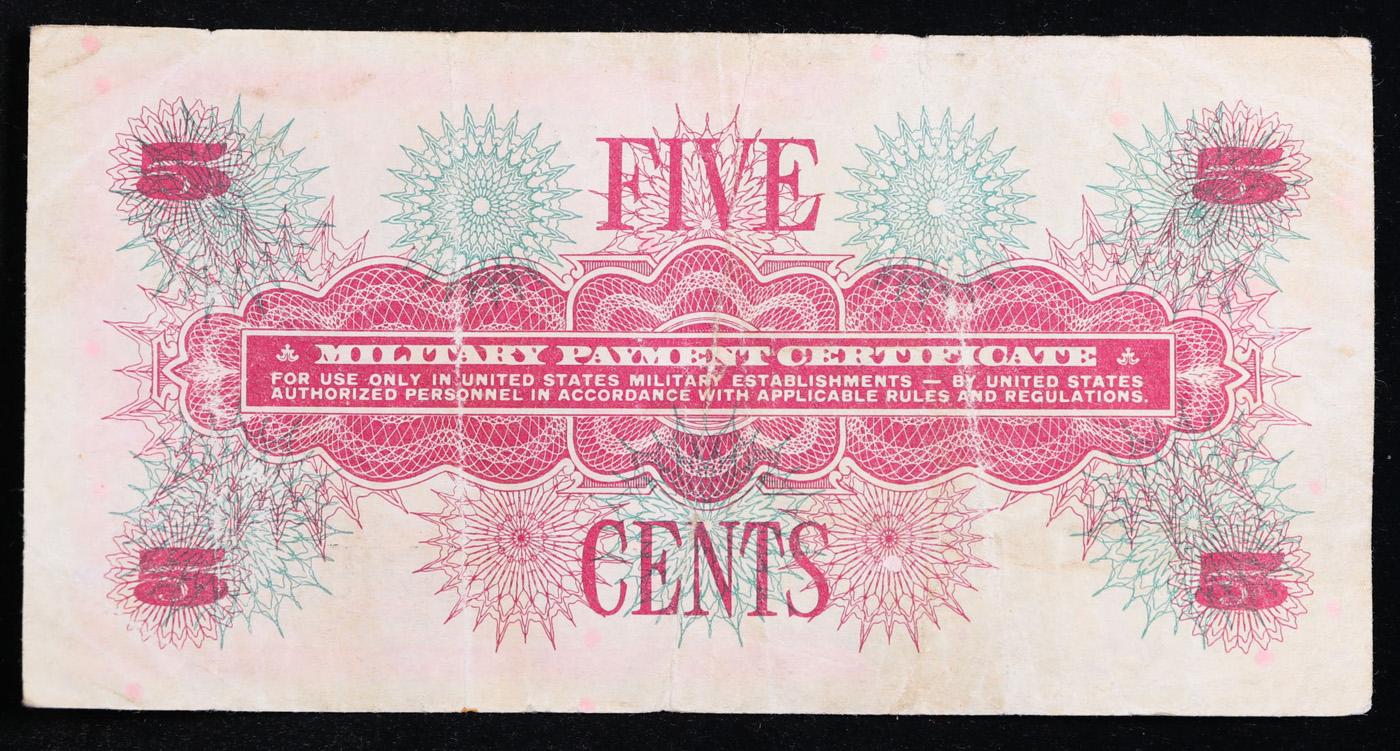 5 5
FIVE
MILITARY PAYMENT CERTIFICATE
FOR USE ONLY IN UNITED STATES MILITARY ESTABLISHMENTS — BY UNITED STATES
AUTHORIZED PERSONNEL IN ACCORDANCE WITH APPLICABLE RULES AND REGULATIONS.
CENTS
5 5